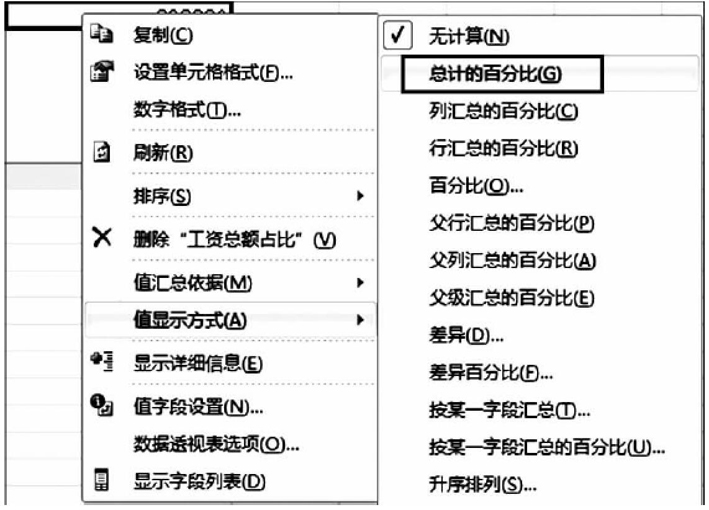 复制(C)
设置单元格格式(F)...
数字格式(T)...
刷新(R)
排序(S)
删除“工资总额占比”(V)
值汇总依据(M)
值显示方式(A)
显示详细信息(E)
值字段设置(N)...
数据透视表选项(O)...
显示字段列表(D)
无计算(N)
总计的百分比(G)
列汇总的百分比(C)
行汇总的百分比(R)
百分比(O)...
父行汇总的百分比(P)
父列汇总的百分比(A)
父级汇总的百分比(E)
差异(D)...
差异百分比(F)...
按某一字段汇总(T)...
按某一字段汇总的百分比(U)...
升序排列(S)...